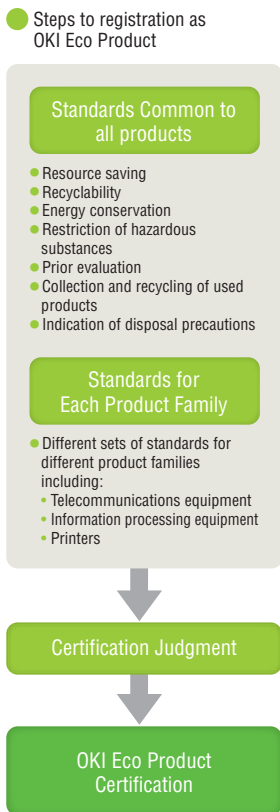 Steps to registration as
OKI Eco Product
Standards Common to
all products
Resource saving
Recyclability
Energy conservation
Restriction of hazardous
substances
Prior evaluation
Collection and recycling of used
products
Indication of disposal precautions
Standards for
Each Product Family
Different sets of standards for
different product families
including:
• Telecommunications equipment
• Information processing equipment
• Printers
Certification Judgment
OKI Eco Product
Certification